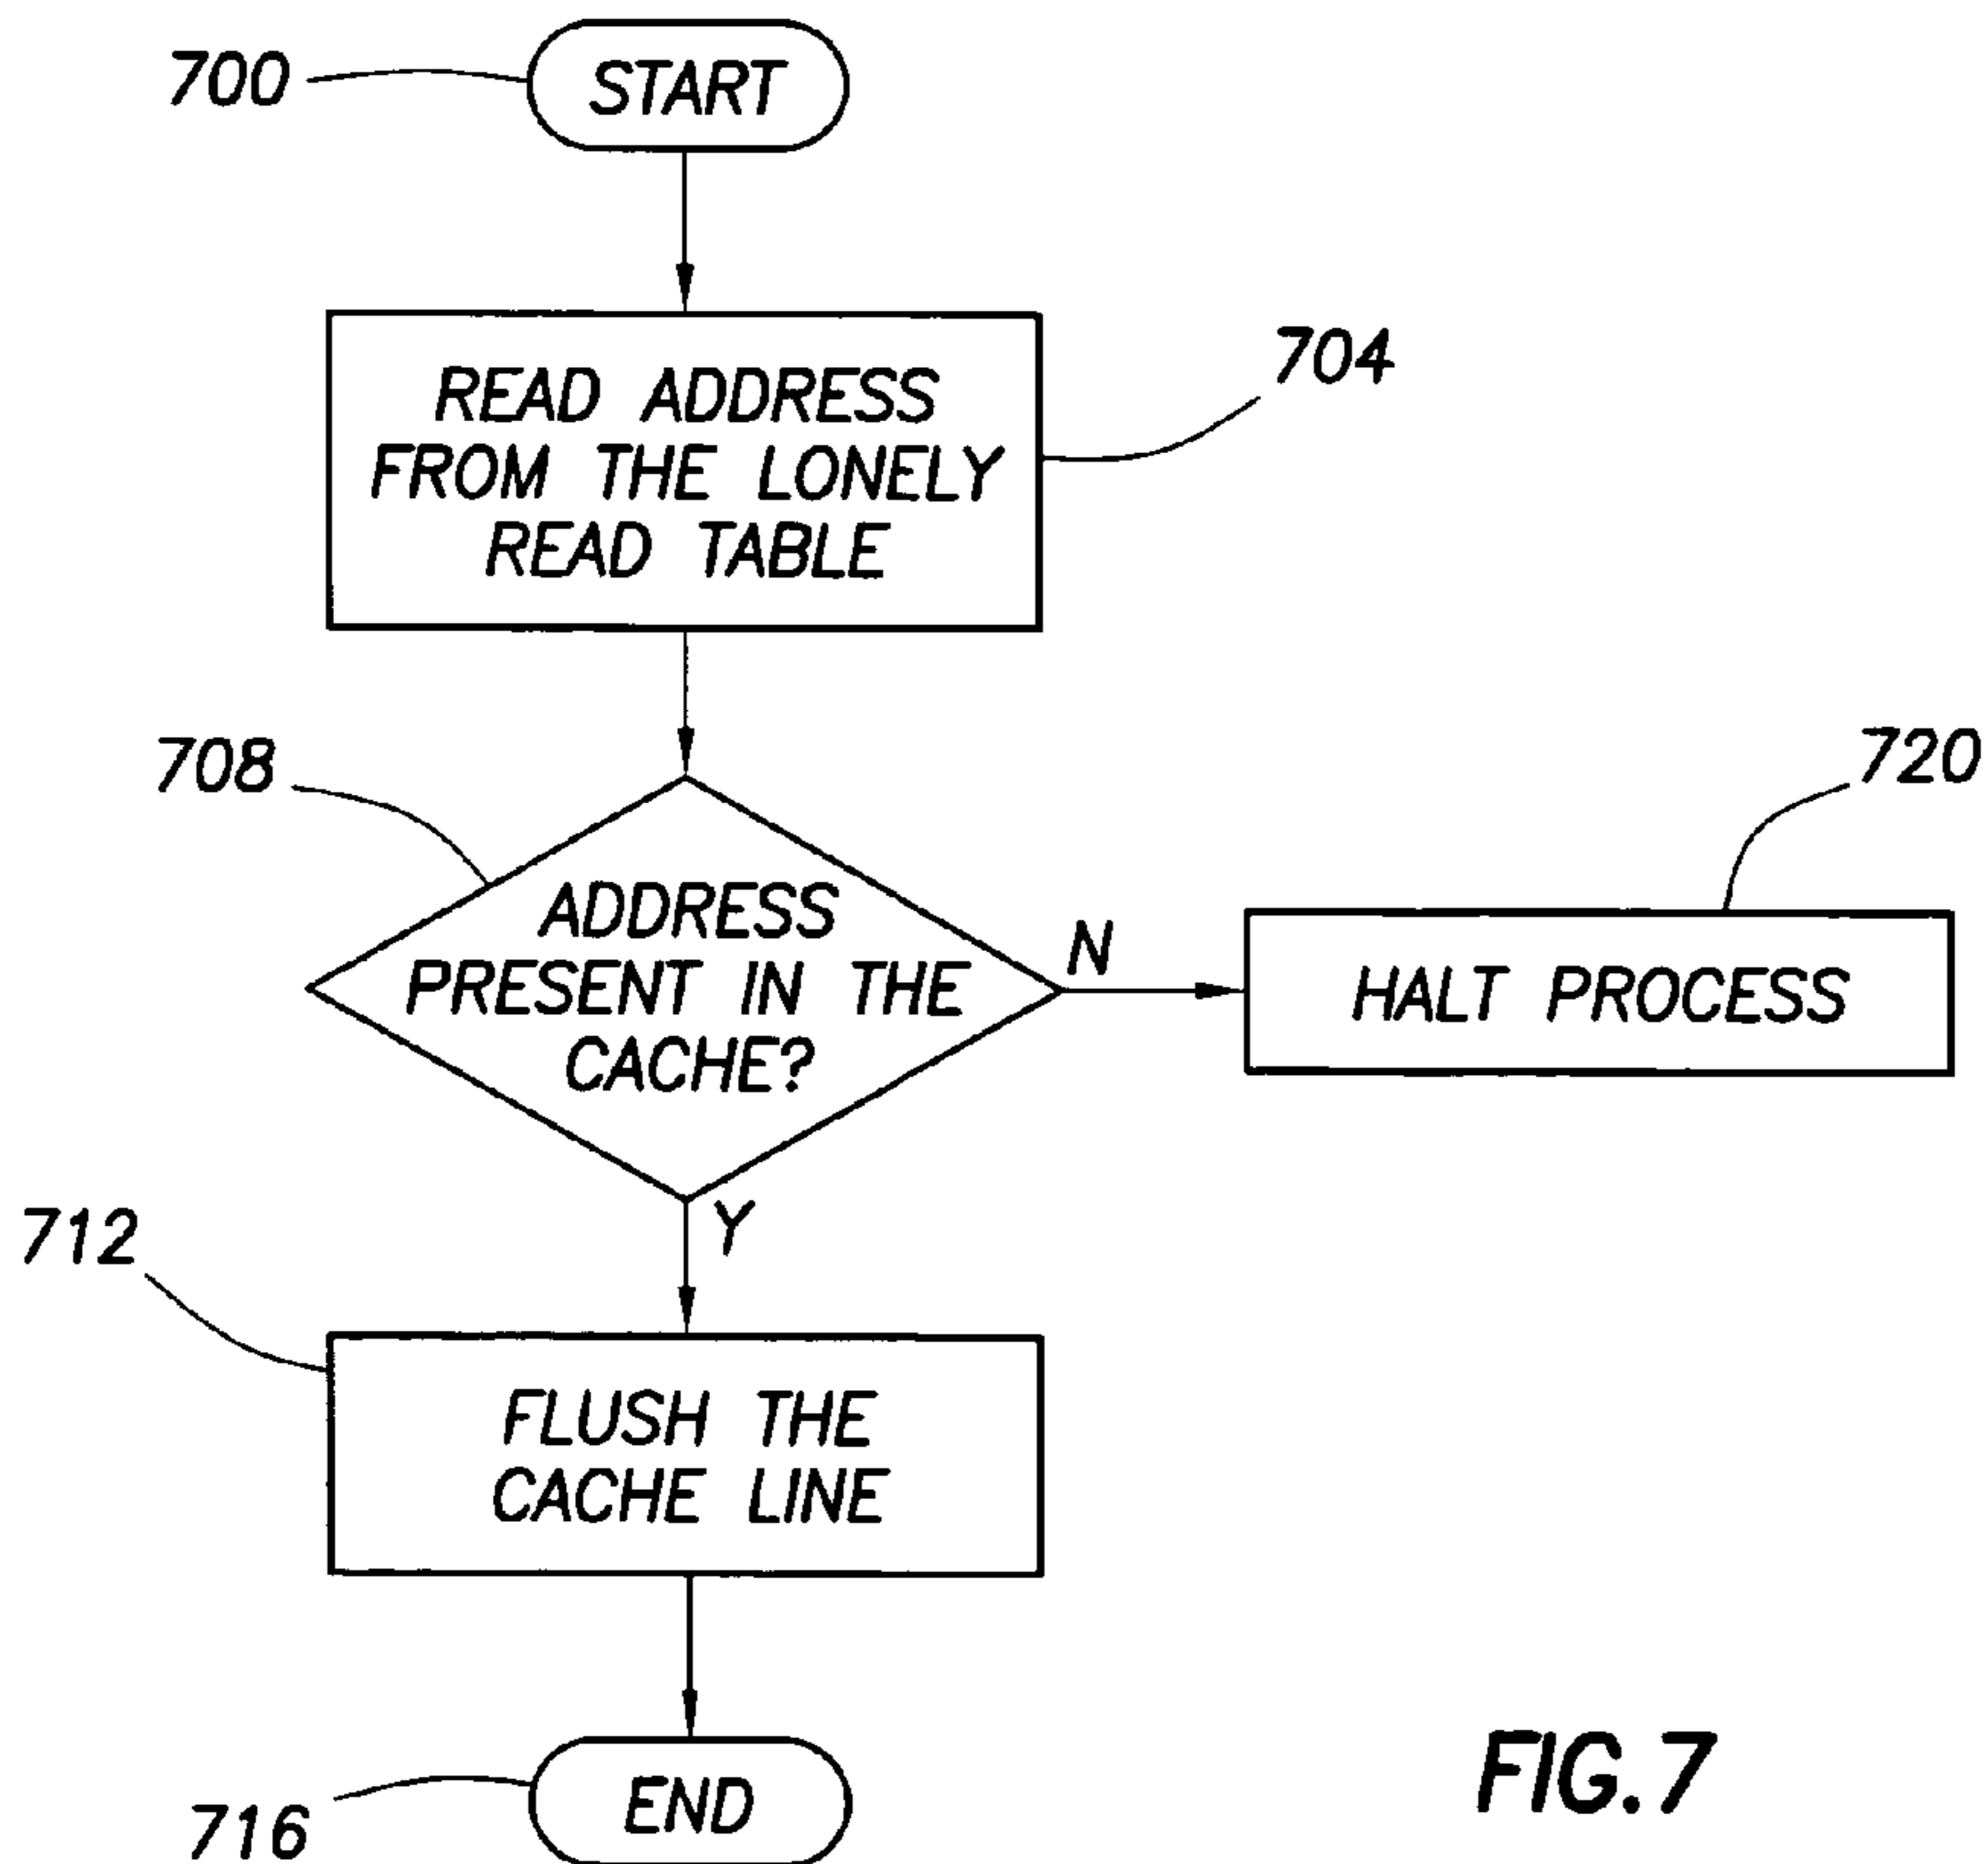 700
START
READ ADDRESS
FROM THE LONELY
READ TABLE
704
708
ADDRESS
PRESENT IN THE
CACHE?
N
720
HALT PROCESS
Y
712
FLUSH THE
CACHE LINE
716
END
FIG.7